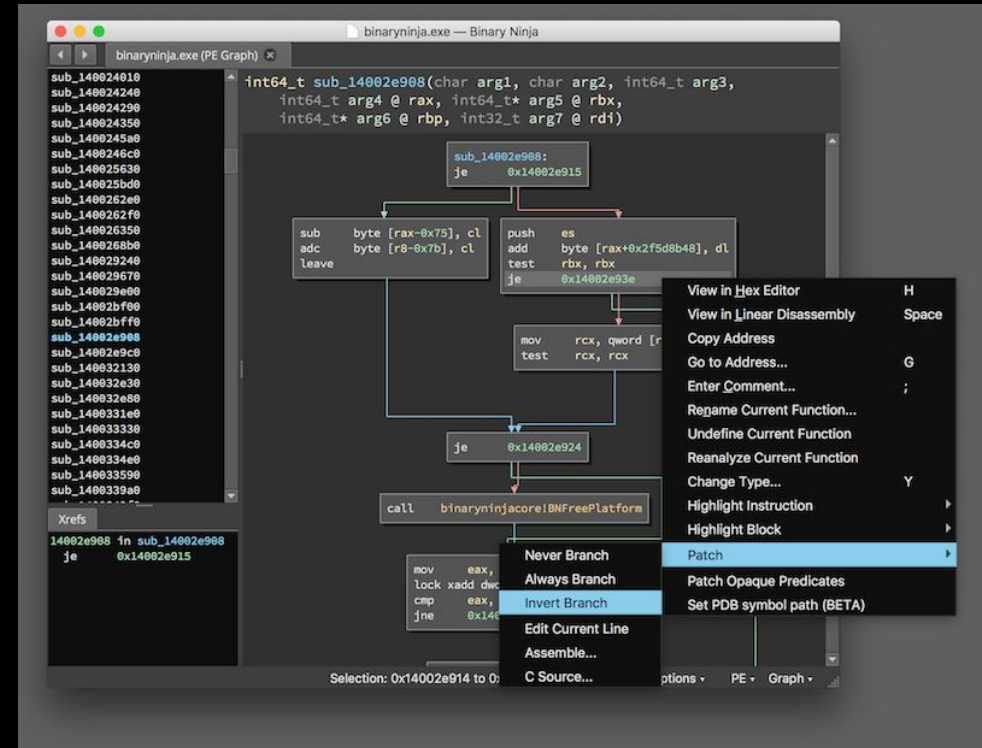 binaryninja.exe — Binary Ninja
binaryninja.exe (PE Graph)
sub_140024010
sub_140024240
sub_140024290
sub_140024350
sub_1400245a0
sub_1400246c0
sub_140025630
sub_140025bd0
sub_1400262e0
sub_1400262f0
sub_140026350
sub_1400268b0
sub_140029240
sub_140029670
sub_140029e00
sub_14002bf00
sub_14002bff0
sub_14002e908
sub_14002e9c0
sub_140032130
sub_140032e30
sub_140032e80
sub_1400331e0
sub_140033330
sub_1400334c0
sub_1400334e0
sub_140033590
sub_1400339a0
Xrefs
14002e908 in sub_14002e908
je 0x14002e915
int64_t sub_14002e908(char arg1, char arg2, int64_t arg3,
int64_t arg4 @ rax, int64_t* arg5 @ rbx,
int64_t* arg6 @ rbp, int32_t arg7 @ rdi)
sub_14002e908:
je 0x14002e915
sub byte [rax-0x75], cl
adc byte [r8-0x7b], cl
leave
push es
add byte [rax+0x2f5d8b48], dl
test rbx, rbx
je 0x14002e93e
mov rcx, qword [r
test rcx, rcx
je 0x14002e924
call binaryninjacore!BNFreePlatform
mov eax,
lock xadd dwo
cmp eax,
jne 0x140
View in Hex Editor H
View in Linear Disassembly Space
Copy Address
Go to Address... G
Enter Comment... ;
Rename Current Function...
Undefine Current Function
Reanalyze Current Function
Change Type... Y
Highlight Instruction
Highlight Block
Patch
Patch Opaque Predicates
Set PDB symbol path (BETA)
Never Branch
Always Branch
Invert Branch
Edit Current Line
Assemble...
C Source...
Selection: 0x14002e914 to 0x ptions PE Graph